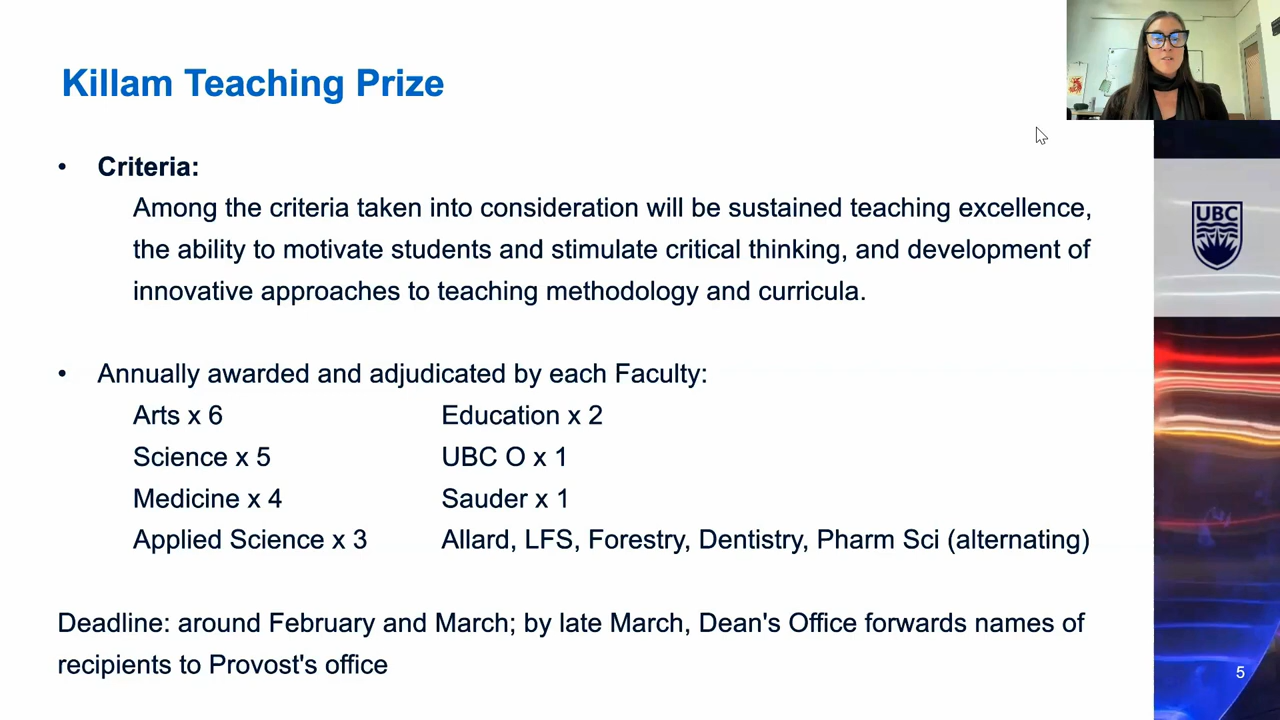 Killam Teaching Prize
• Criteria:
Among the criteria taken into consideration will be sustained teaching excellence,
the ability to motivate students and stimulate critical thinking, and development of
innovative approaches to teaching methodology and curricula.
UBC
• Annually awarded and adjudicated by each Faculty:
Arts x 6 Education x 2
Science x 5 UBC O x 1
Medicine x 4 Sauder x 1
Applied Science x 3 Allard, LFS, Forestry, Dentistry, Pharm Sci (alternating)
Deadline: around February and March; by late March, Dean's Office forwards names of
recipients to Provost's office
5